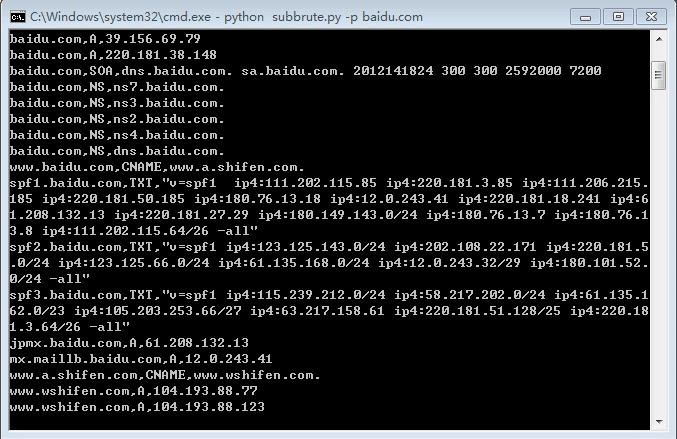 C:\Windows\system32\cmd.exe - python  subbrute.py -p baidu.com
baidu.com,A,39.156.69.79
baidu.com,A,220.181.38.148
baidu.com,SOA,dns.baidu.com. sa.baidu.com. 2012141824 300 300 2592000 7200
baidu.com,NS,ns7.baidu.com.
baidu.com,NS,ns3.baidu.com.
baidu.com,NS,ns2.baidu.com.
baidu.com,NS,ns4.baidu.com.
baidu.com,NS,dns.baidu.com.
www.baidu.com,CNAME,www.a.shifen.com.
spf1.baidu.com,TXT,"v=spf1  ip4:111.202.115.85 ip4:220.181.3.85 ip4:111.206.215.
185 ip4:220.181.50.185 ip4:180.76.13.18 ip4:12.0.243.41 ip4:220.181.18.241 ip4:6
1.208.132.13 ip4:220.181.27.29 ip4:180.149.143.0/24 ip4:180.76.13.7 ip4:180.76.1
3.8 ip4:111.202.115.64/26 -all"
spf2.baidu.com,TXT,"v=spf1 ip4:123.125.143.0/24 ip4:202.108.22.171 ip4:220.181.5
.0/24 ip4:123.125.66.0/24 ip4:61.135.168.0/24 ip4:12.0.243.32/29 ip4:180.101.52.
0/24 -all"
spf3.baidu.com,TXT,"v=spf1 ip4:115.239.212.0/24 ip4:58.217.202.0/24 ip4:61.135.1
62.0/23 ip4:105.203.253.66/27 ip4:63.217.158.61 ip4:220.181.51.128/25 ip4:220.18
1.3.64/26 -all"
jpmx.baidu.com,A,61.208.132.13
mx.maillb.baidu.com,A,12.0.243.41
www.a.shifen.com,CNAME,www.wshifen.com.
www.wshifen.com,A,104.193.88.77
www.wshifen.com,A,104.193.88.123